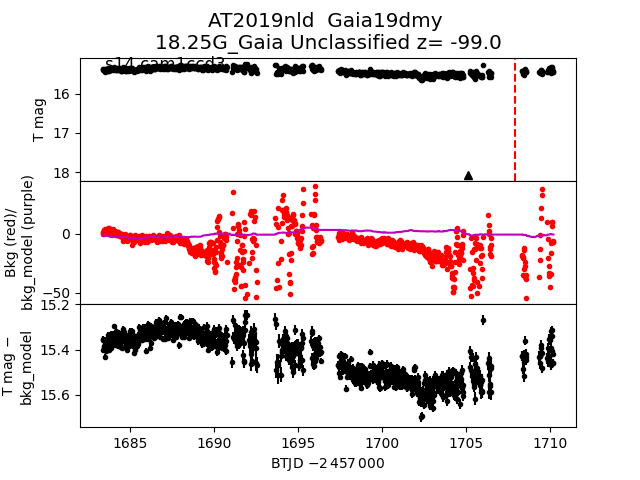 AT2019nld  Gaia19dmy
18.25G_Gaia Unclassified z= -99.0
s14 cam1ccd3
T mag
16
17
18
Bkg (red)/
bkg_model (purple)
0
−50
T mag −
bkg_model
15.2
15.4
15.6
1685 1690 1695 1700 1705 1710
BTJD −2 457 000